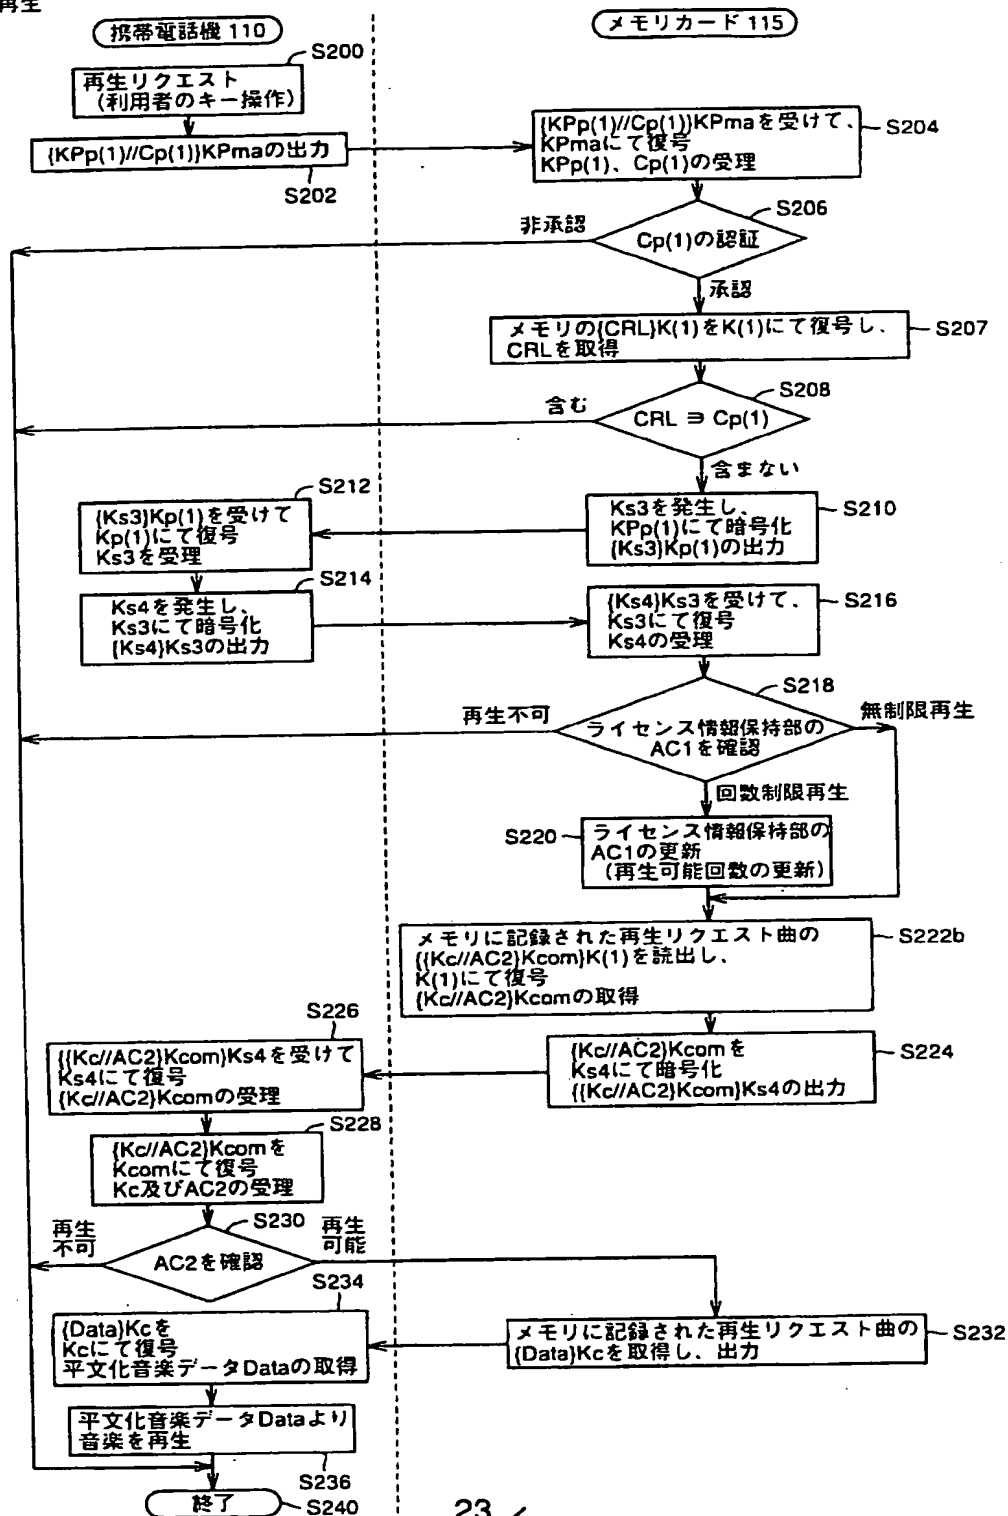 再生
携帯電話機 110
メモリカード 115
S200
再生リクエスト
(利用者のキー操作)
{KPp(1)//Cp(1)}KPmaの出力
S202
{KPp(1)//Cp(1)}KPmaを受けて、
KPmaにて復号
KPp(1)、Cp(1)の受理
S204
S206
Cp(1)の認証
非承認
承認
メモリの{CRL}K(1)をK(1)にて復号し、
CRLを取得
S207
S208
CRL ∋ Cp(1)
含む
含まない
S212
{Ks3}Kp(1)を受けて
Kp(1)にて復号
Ks3を受理
Ks3を発生し、
KPp(1)にて暗号化
{Ks3}Kp(1)の出力
S210
S214
Ks4を発生し、
Ks3にて暗号化
{Ks4}Ks3の出力
{Ks4}Ks3を受けて、
Ks3にて復号
Ks4の受理
S216
S218
再生不可
ライセンス情報保持部の
AC1を確認
無制限再生
回数制限再生
S220
ライセンス情報保持部の
AC1の更新
(再生可能回数の更新)
メモリに記録された再生リクエスト曲の
{{Kc//AC2}Kcom}K(1)を読出し、
K(1)にて復号
{Kc//AC2}Kcomの取得
S222b
S226
{{Kc//AC2}Kcom}Ks4を受けて
Ks4にて復号
{Kc//AC2}Kcomの受理
{Kc//AC2}Kcomを
Ks4にて暗号化
{{Kc//AC2}Kcom}Ks4の出力
S224
S228
{Kc//AC2}Kcomを
Kcomにて復号
Kc及びAC2の受理
S230
再生
不可
AC2を確認
再生
可能
S234
{Data}Kcを
Kcにて復号
平文化音楽データDataの取得
メモリに記録された再生リクエスト曲の
{Data}Kcを取得し、出力
S232
平文化音楽データDataより
音楽を再生
S236
終了
S240
23